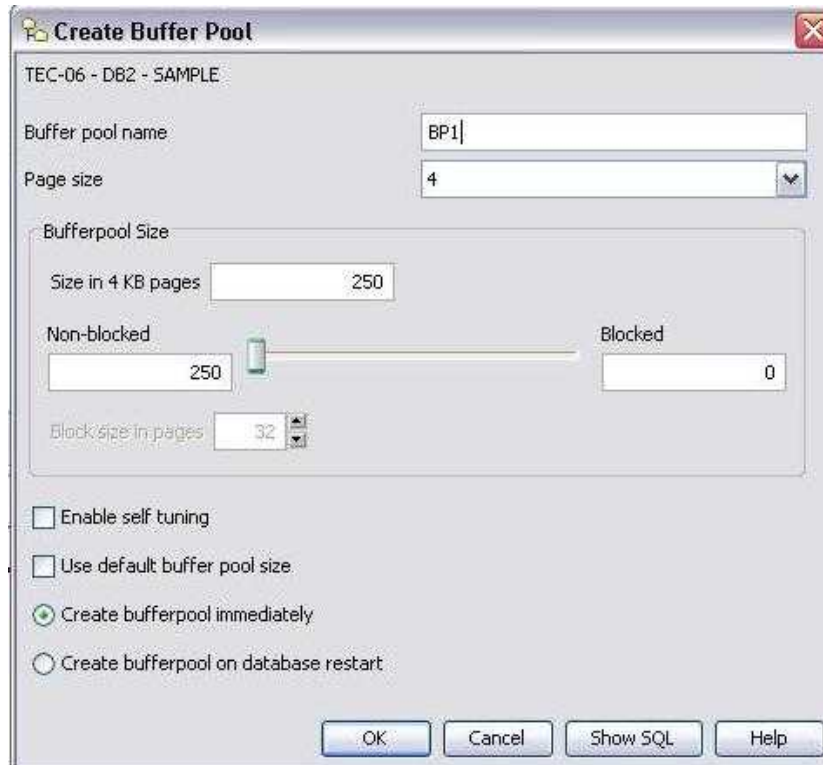 Create Buffer Pool
TEC-06 - DB2 - SAMPLE
Buffer pool name BP1
Page size 4
Bufferpool Size
Size in 4 KB pages 250
Non-blocked Blocked
250 0
Block size in pages 32
Enable self tuning
Use default buffer pool size
Create bufferpool immediately
Create bufferpool on database restart
OK Cancel Show SQL Help